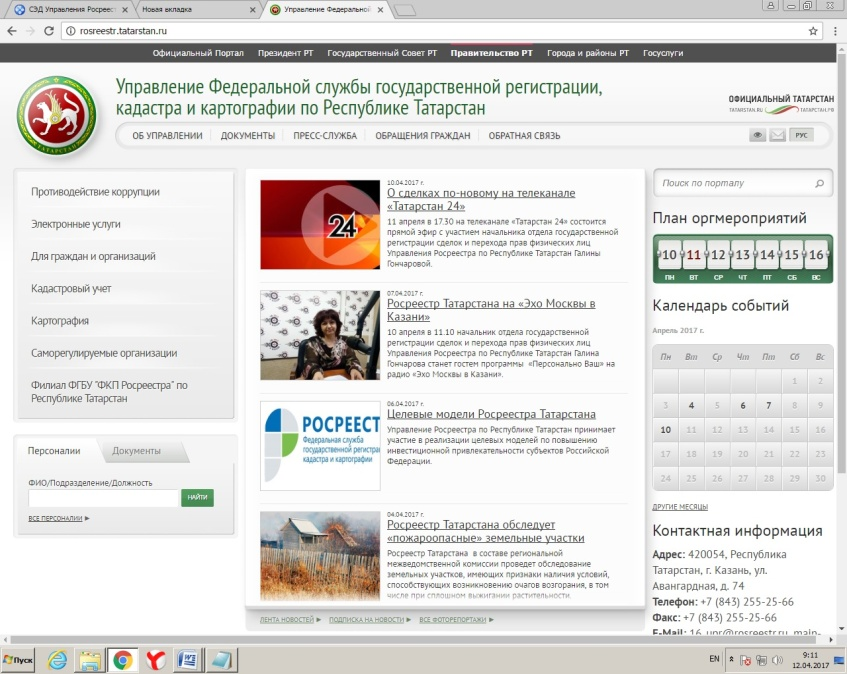 СЭД Управления Росреест
Новая вкладка
Управление Федеральной
rosreestr.tatarstan.ru
Официальный Портал Президент РТ Государственный Совет РТ Правительство РТ Города и районы РТ Госуслуги
Управление Федеральной службы государственной регистрации,
кадастра и картографии по Республике Татарстан
ОФИЦИАЛЬНЫЙ ТАТАРСТАН
TATARSTAN.RU ТАТАРСТАН.РФ
ОБ УПРАВЛЕНИИ ДОКУМЕНТЫ ПРЕСС-СЛУЖБА ОБРАЩЕНИЯ ГРАЖДАН ОБРАТНАЯ СВЯЗЬ
РУС
ТАТАРСТАН
Противодействие коррупции
Электронные услуги
Для граждан и организаций
Кадастровый учет
Картография
Саморегулируемые организации
Филиал ФГБУ "ФКП Росреестра" по
Республике Татарстан
Персоналии Документы
ФИО/Подразделение/Должность
НАЙТИ
ВСЕ ПЕРСОНАЛИИ
24
10.04.2017 г.
О сделках по-новому на телеканале
«Татарстан 24»
11 апреля в 17.30 на телеканале «Татарстан 24» состоится
прямой эфир с участием начальника отдела государственной
регистрации сделок и перехода прав физических лиц
Управления Росреестра по Республике Татарстан Галины
Гончаровой.
07.04.2017 г.
Росреестр Татарстана на «Эхо Москвы в
Казани»
10 апреля в 11.10 начальник отдела государственной
регистрации сделок и перехода прав физических лиц
Управления Росреестра по Республике Татарстан Галина
Гончарова станет гостем программы «Персонально Ваш» на
радио «Эхо Москвы в Казани».
РОСРЕЕСТ
Федеральная служба
государственной регистра
кадастра и картографии
06.04.2017 г.
Целевые модели Росреестра Татарстана
Управление Росреестра по Республике Татарстан принимает
участие в реализации целевых моделей по повышению
инвестиционной привлекательности субъектов Российской
Федерации.
04.04.2017 г.
Росреестр Татарстана обследует
«пожароопасные» земельные участки
Росреестр Татарстана в составе региональной
межведомственной комиссии проведет обследование
земельных участков, имеющих признаки наличия условий,
способствующих возникновению очагов возгорания, в том
числе при сплошном выжигании растительности.
ЛЕНТА НОВОСТЕЙ ПОДПИСКА НА НОВОСТИ ВСЕ ФОТОРЕПОРТАЖИ
Поиск по порталу
План оргмероприятий
10 11 12 13 14 15 16
ПН ВТ СР ЧТ ПТ СБ ВС
Календарь событий
Апрель 2017 г.
Пн Вт Ср Чт Пт Сб Вс
1 2
3 4 5 6 7 8 9
10 11 12 13 14 15 16
17 18 19 20 21 22 23
24 25 26 27 28 29 30
ДРУГИЕ МЕСЯЦЫ
Контактная информация
Адрес: 420054, Республика
Татарстан, г. Казань, ул.
Авангардная, д. 74
Телефон: +7 (843) 255-25-66
Факс: +7 (843) 255-25-66
E-Mail: 16_upr@rosreestr.ru, main-
Пуск
EN
9:11
12.04.2017